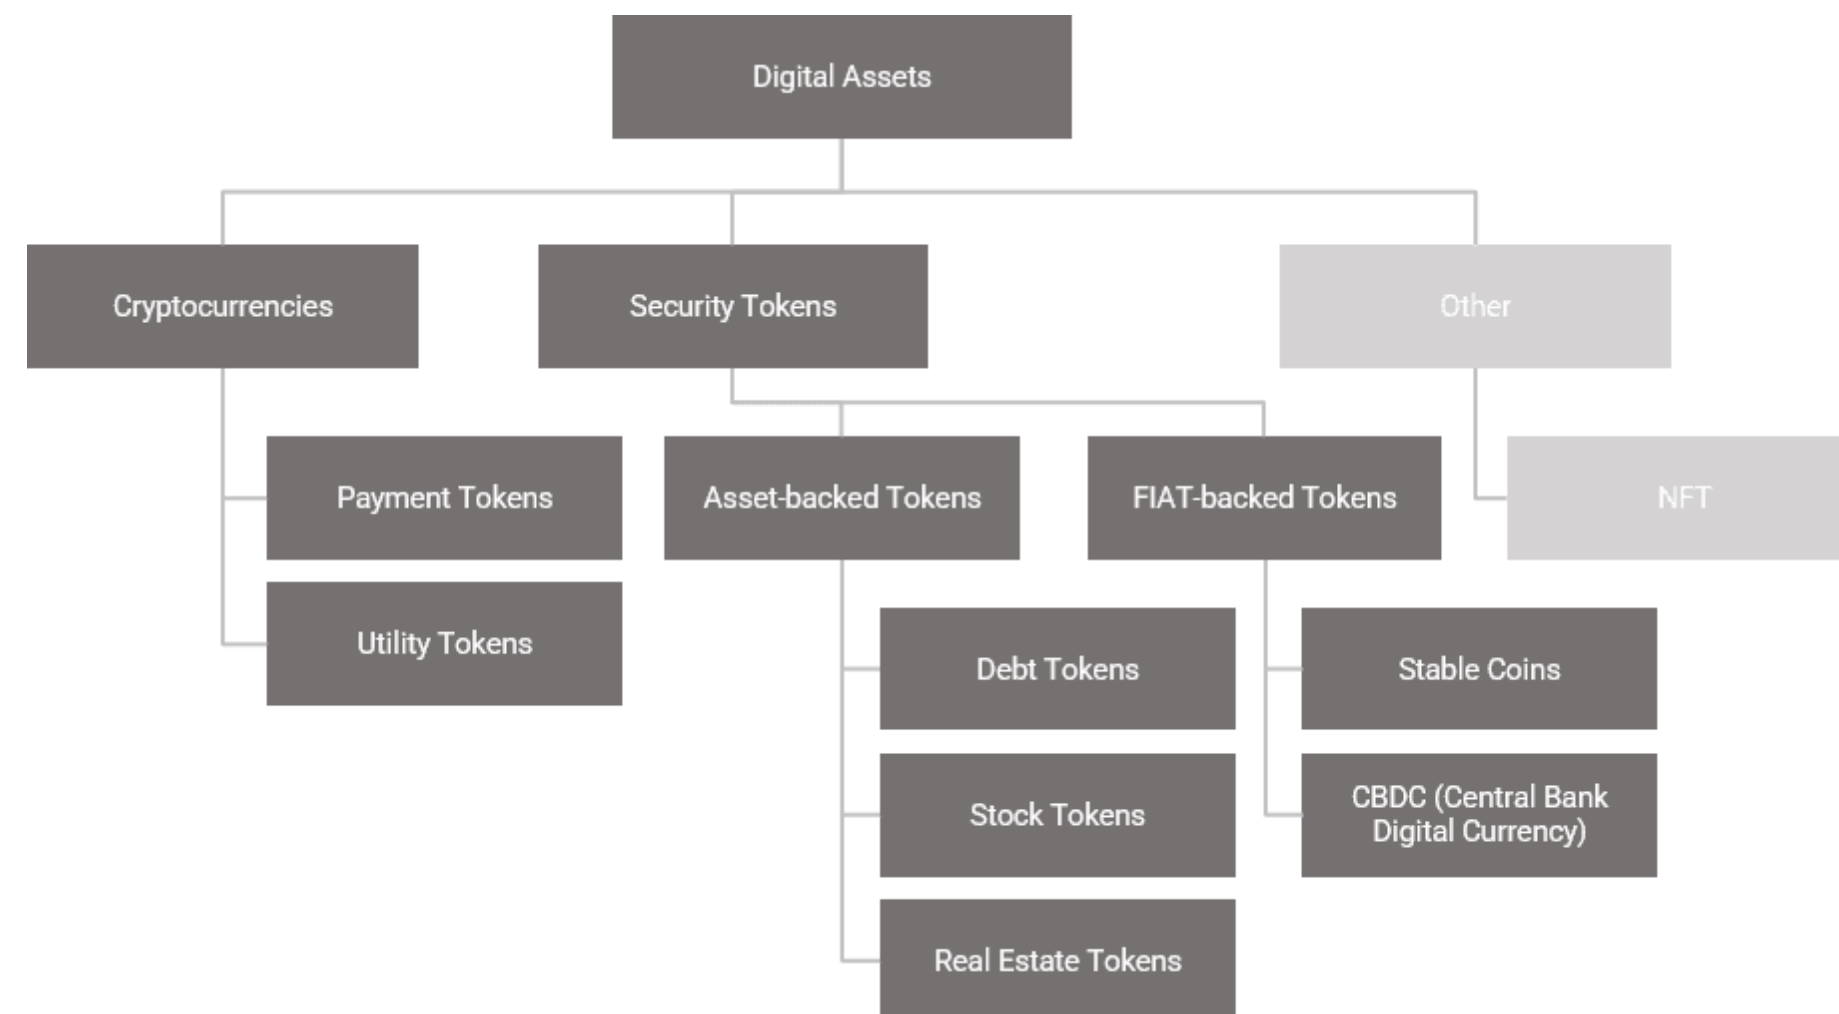 Digital Assets
Cryptocurrencies
Security Tokens
Other
Payment Tokens
Asset-backed Tokens
FIAT-backed Tokens
NFT
Utility Tokens
Debt Tokens
Stable Coins
Stock Tokens
CBDC (Central Bank
Digital Currency)
Real Estate Tokens